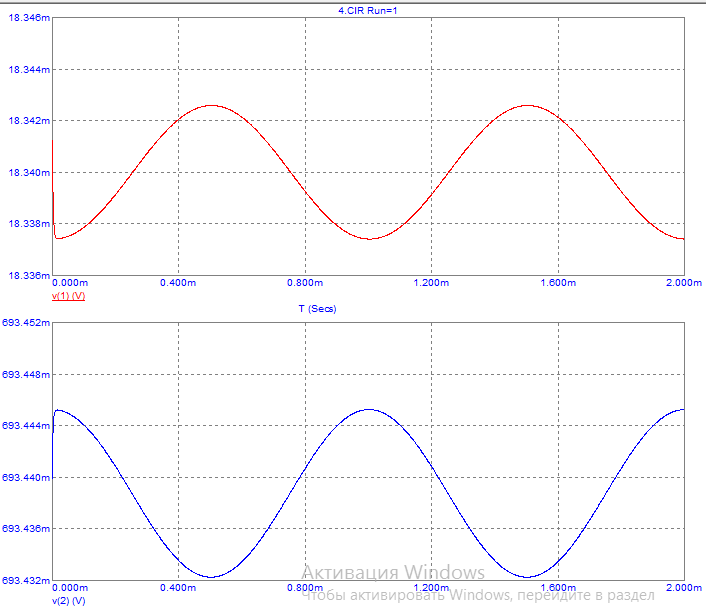 4.CIR Run=1
18.346m
18.344m
18.342m
18.340m
18.338m
18.336m
0.000m 0.400m 0.800m 1.200m 1.600m 2.000m
v(1) (V)
T (Secs)
693.452m
693.448m
693.444m
693.440m
693.436m
693.432m
0.000m 0.400m 0.800m 1.200m 1.600m 2.000m
v(2) (V)
Активация Windows
Чтобы активировать Windows, перейдите в раздел